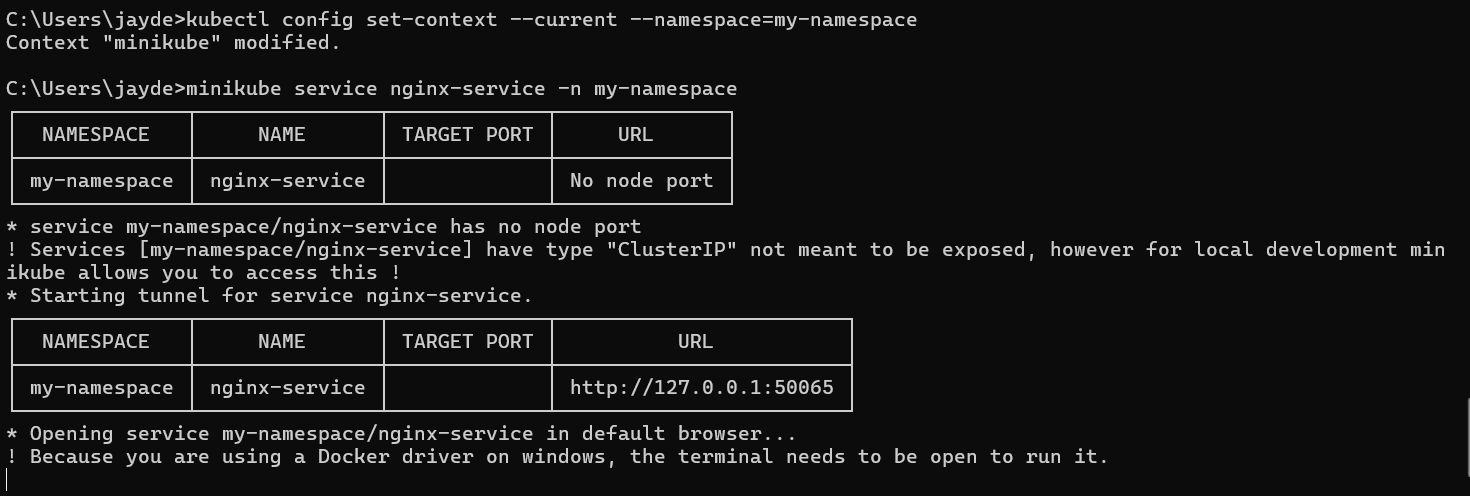 C:\Users\jayde>kubectl config set-context --current --namespace=my-namespace
Context "minikube" modified.
C:\Users\jayde>minikube service nginx-service -n my-namespace
NAMESPACE NAME TARGET PORT URL
my-namespace nginx-service No node port
* service my-namespace/nginx-service has no node port
! Services [my-namespace/nginx-service] have type "ClusterIP" not meant to be exposed, however for local development min
ikube allows you to access this !
* Starting tunnel for service nginx-service.
NAMESPACE NAME TARGET PORT URL
my-namespace nginx-service http://127.0.0.1:50065
* Opening service my-namespace/nginx-service in default browser...
! Because you are using a Docker driver on windows, the terminal needs to be open to run it.